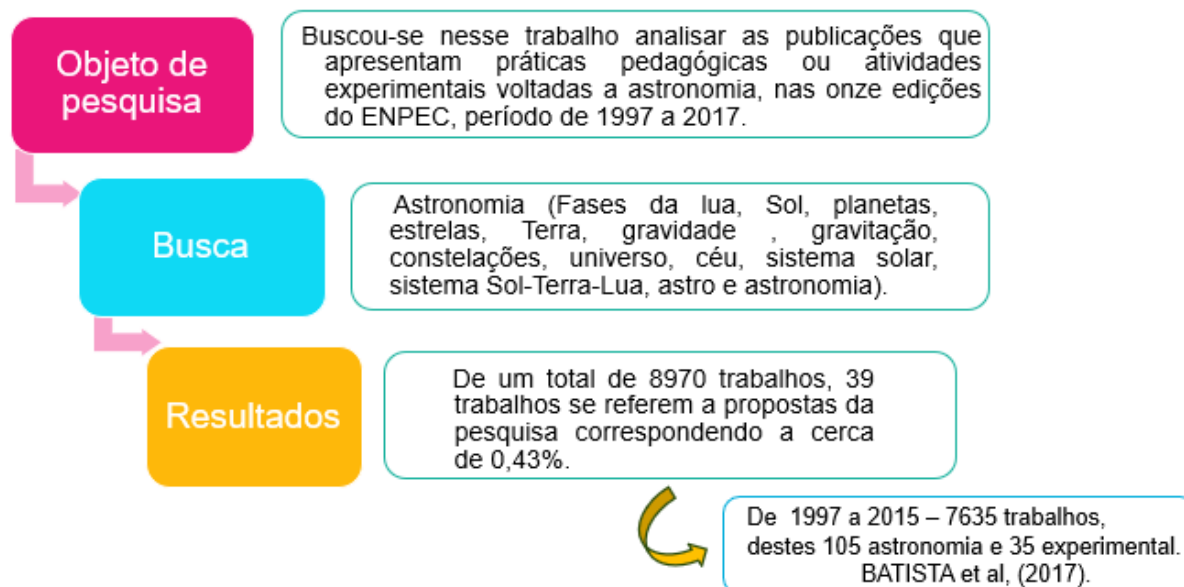 Objeto de
pesquisa
Buscou-se nesse trabalho analisar as publicações que
apresentam práticas pedagógicas ou atividades
experimentais voltadas a astronomia, nas onze edições
do ENPEC, período de 1997 a 2017.
Busca
Astronomia (Fases da lua, Sol, planetas,
estrelas, Terra, gravidade , gravitação,
constelações, universo, céu, sistema solar,
sistema Sol-Terra-Lua, astro e astronomia).
Resultados
De um total de 8970 trabalhos, 39
trabalhos se referem a propostas da
pesquisa correspondendo a cerca
de 0,43%.
De 1997 a 2015 – 7635 trabalhos,
destes 105 astronomia e 35 experimental.
BATISTA et al, (2017).